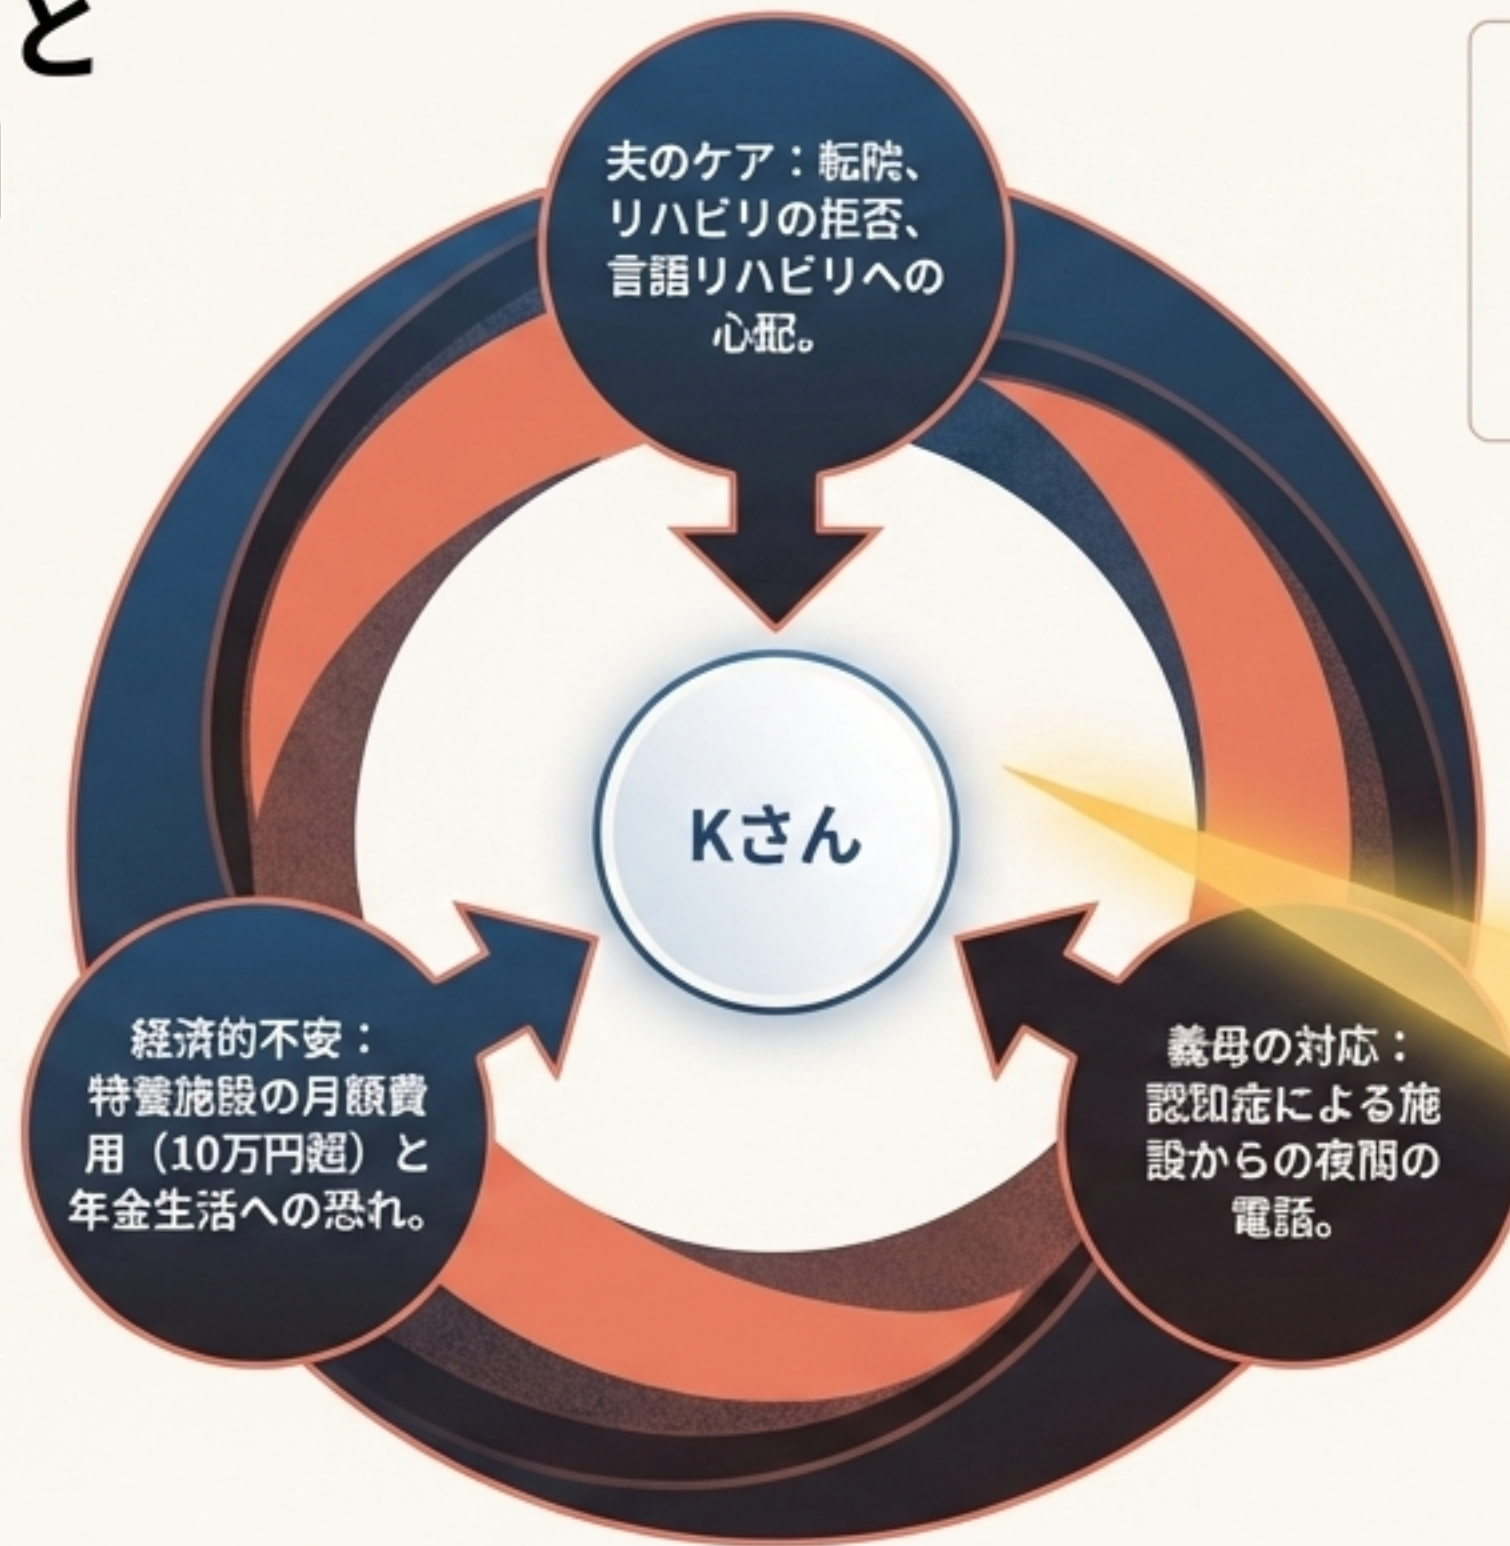 と
夫のケア：転院、
リハビリの拒否、
言語リハビリへの
心配。
Kさん
経済的不安：
特養施設の月額費
用（10万円超）と
年金生活への恐れ。
義母の対応：
認知症による施
設からの夜間の
電話。